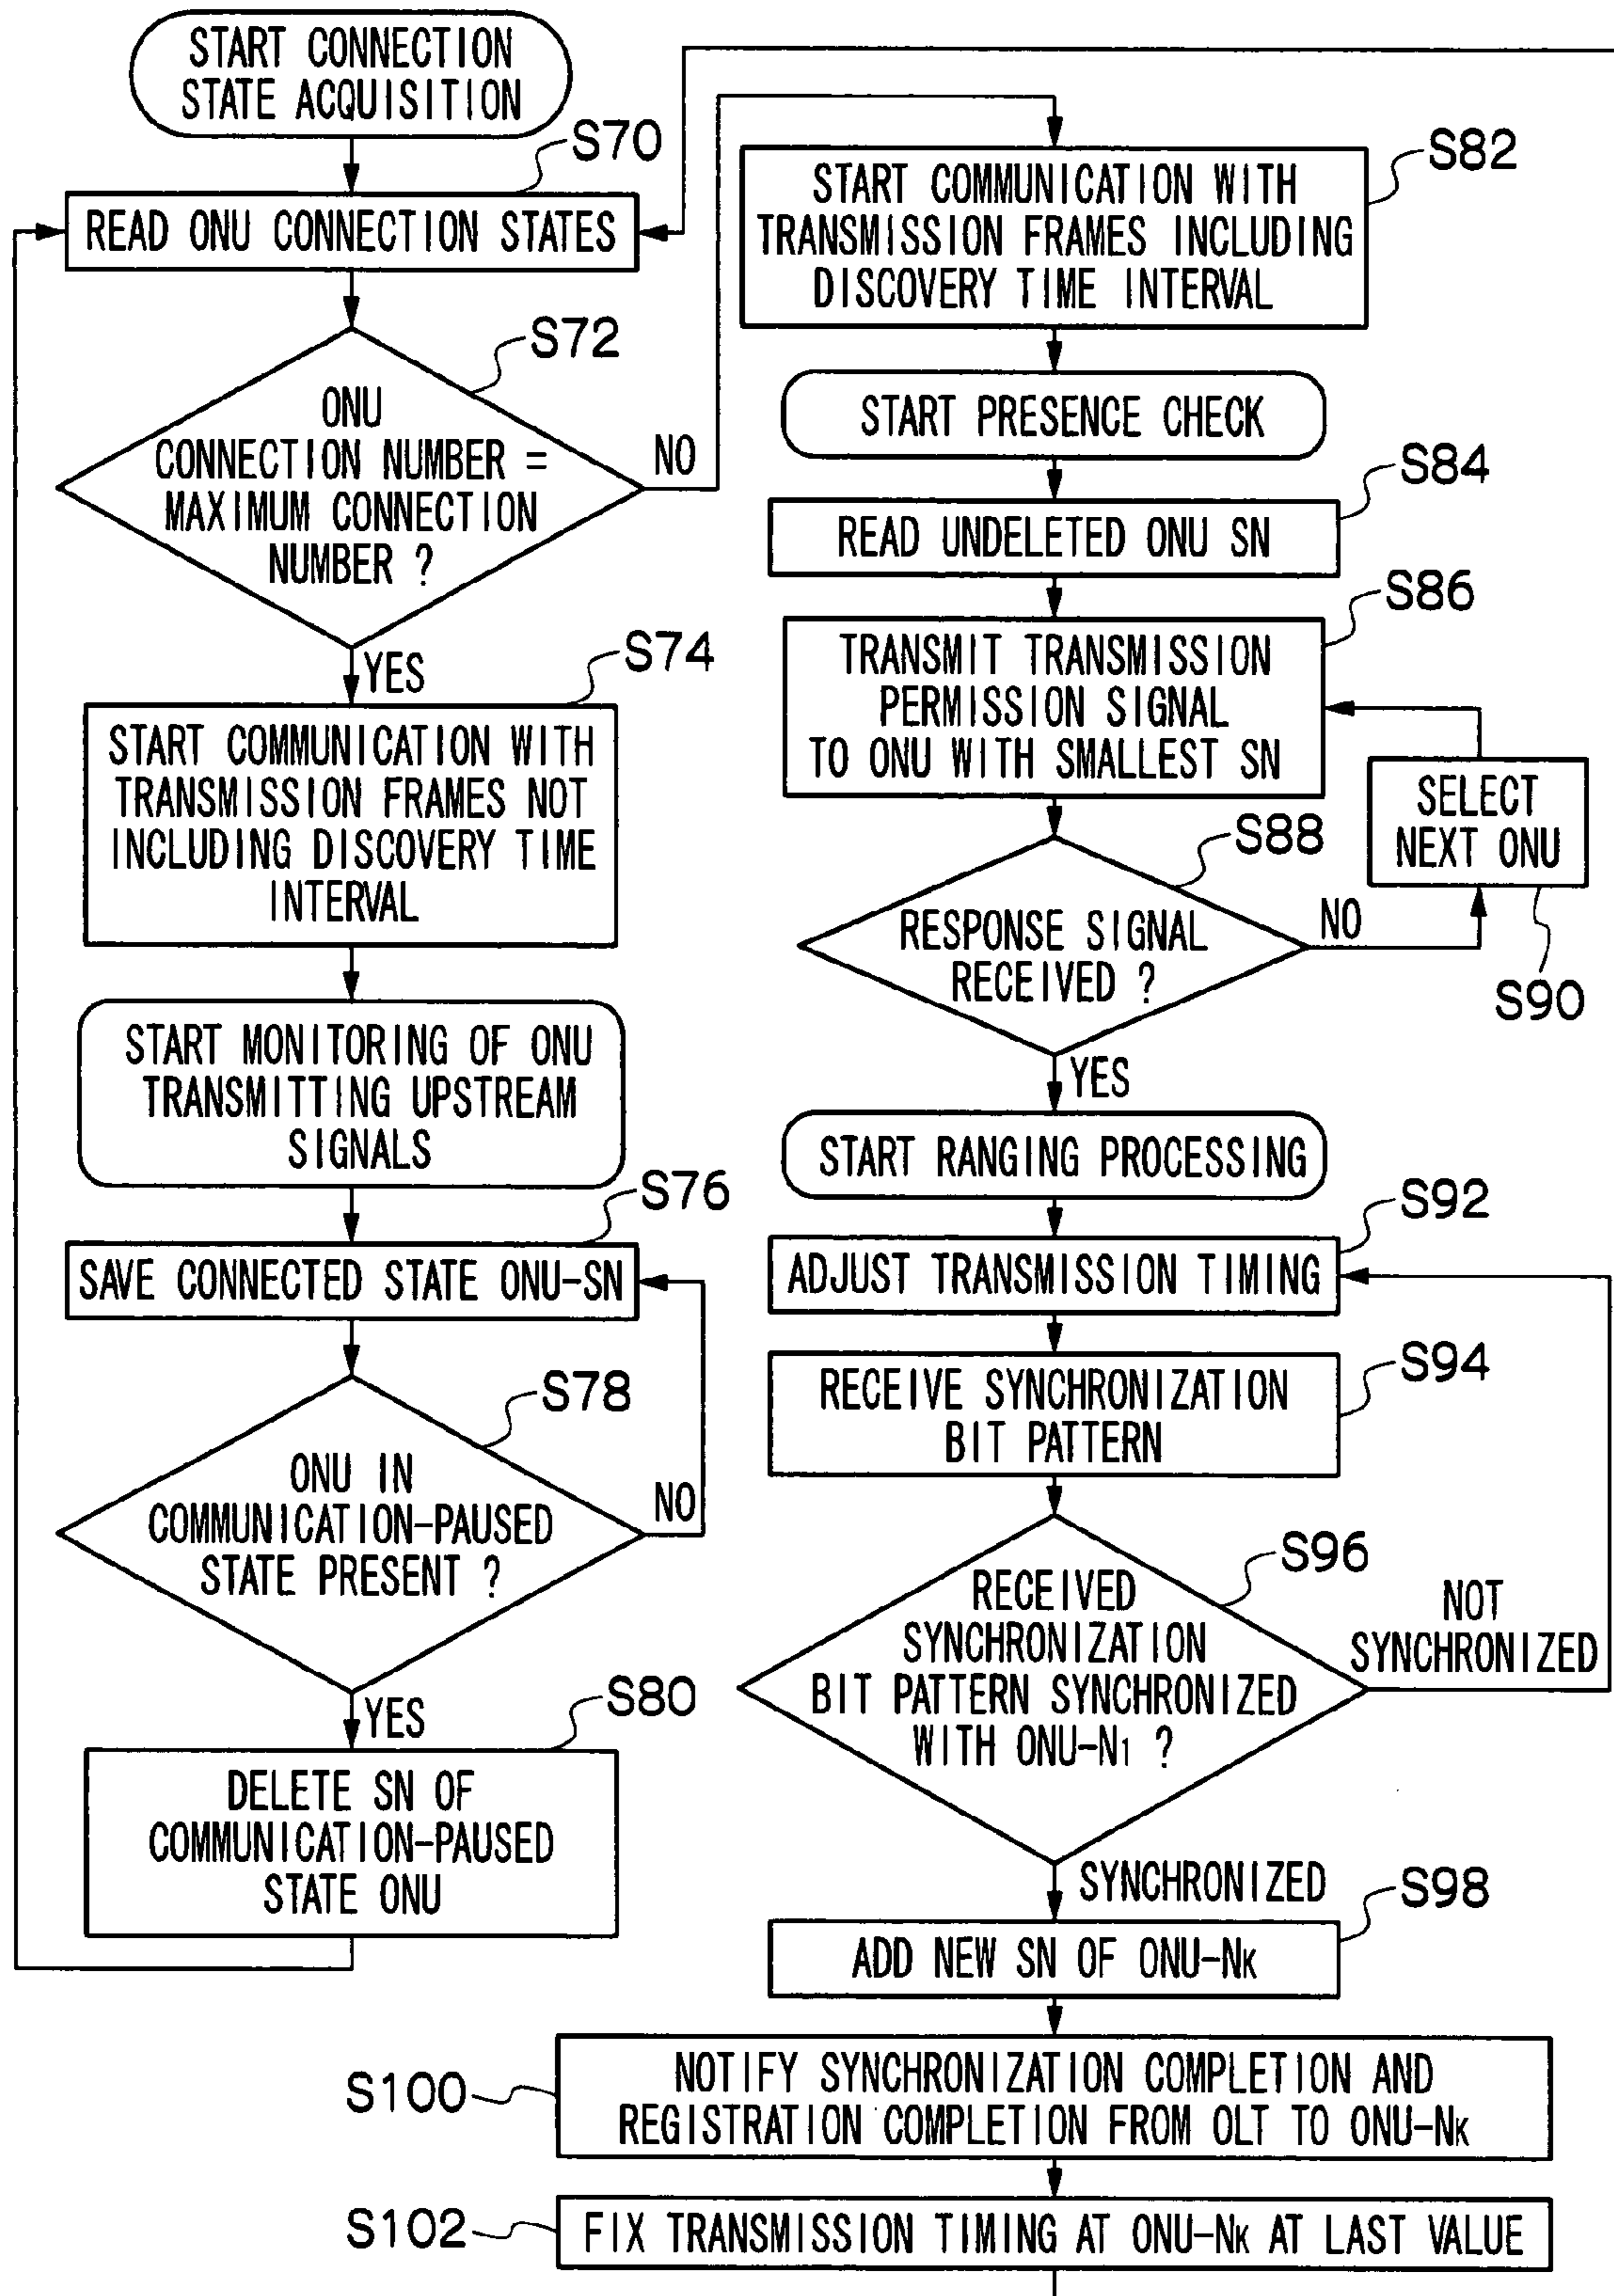 START CONNECTION
STATE ACQUISITION
S70
READ ONU CONNECTION STATES
S72
ONU
CONNECTION NUMBER =
MAXIMUM CONNECTION
NUMBER ?
NO
YES
S74
START COMMUNICATION WITH
TRANSMISSION FRAMES NOT
INCLUDING DISCOVERY TIME
INTERVAL
START MONITORING OF ONU
TRANSMITTING UPSTREAM
SIGNALS
S76
SAVE CONNECTED STATE ONU-SN
S78
ONU IN
COMMUNICATION-PAUSED
STATE PRESENT ?
NO
YES
S80
DELETE SN OF
COMMUNICATION-PAUSED
STATE ONU
S82
START COMMUNICATION WITH
TRANSMISSION FRAMES INCLUDING
DISCOVERY TIME INTERVAL
START PRESENCE CHECK
S84
READ UNDELETED ONU SN
S86
TRANSMIT TRANSMISSION
PERMISSION SIGNAL
TO ONU WITH SMALLEST SN
S88
RESPONSE SIGNAL
RECEIVED ?
NO
SELECT
NEXT ONU
S90
YES
START RANGING PROCESSING
S92
ADJUST TRANSMISSION TIMING
S94
RECEIVE SYNCHRONIZATION
BIT PATTERN
S96
RECEIVED
SYNCHRONIZATION
BIT PATTERN SYNCHRONIZED
WITH ONU-N1 ?
NOT
SYNCHRONIZED
SYNCHRONIZED
S98
ADD NEW SN OF ONU-NK
S100
NOTIFY SYNCHRONIZATION COMPLETION AND
REGISTRATION COMPLETION FROM OLT TO ONU-NK
S102
FIX TRANSMISSION TIMING AT ONU-NK AT LAST VALUE